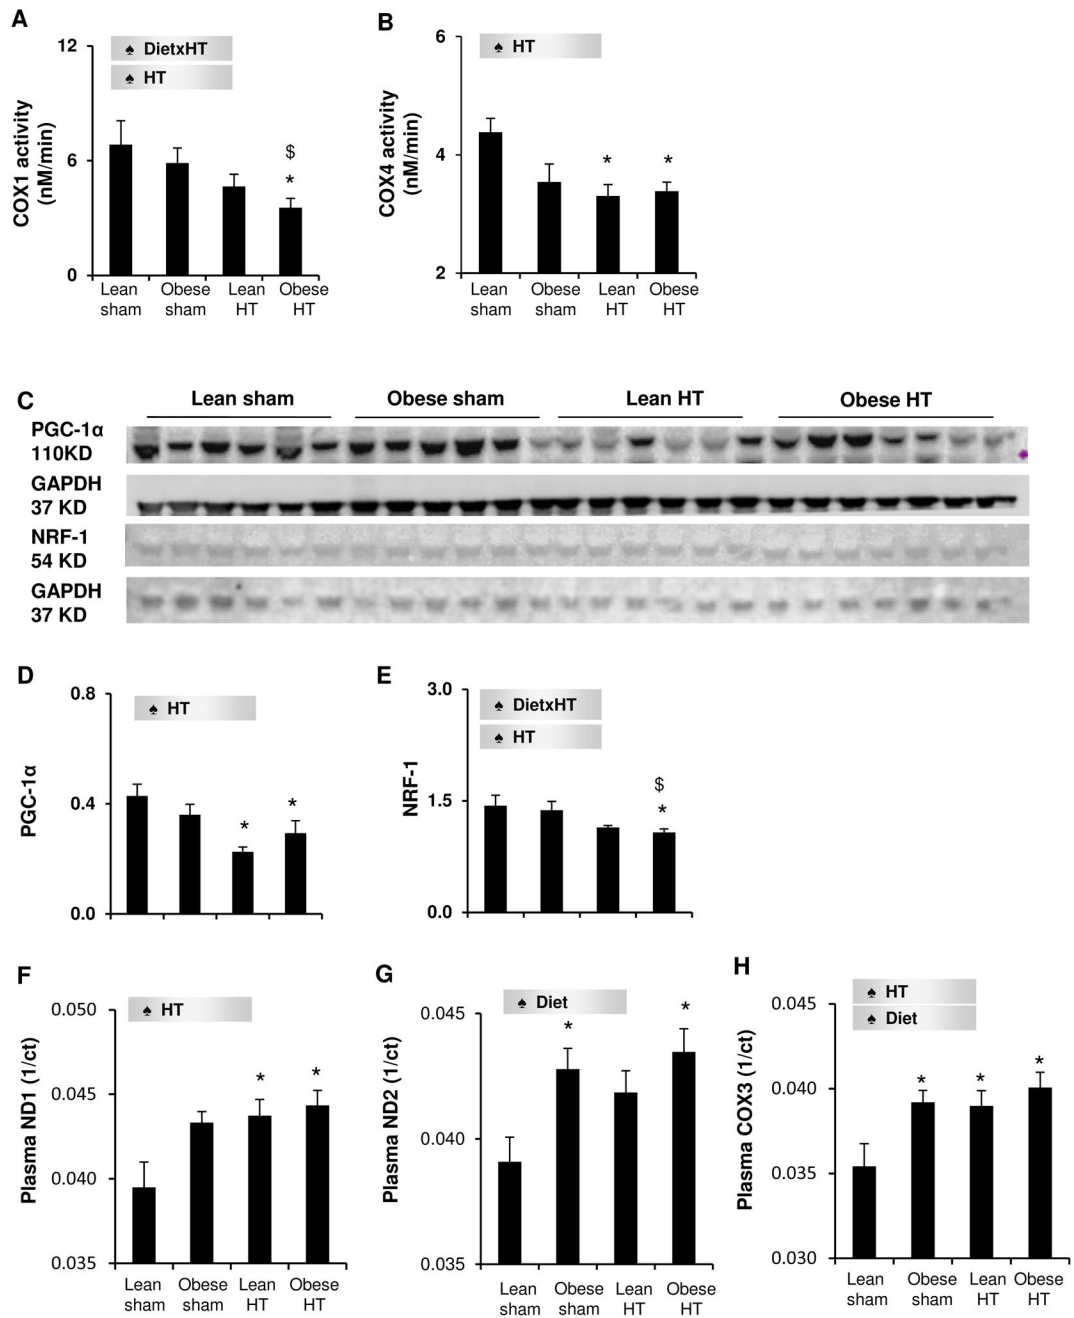 A
12
♠ DietxHT
♠ HT
COX1 activity
(nM/min)
6
$
*
0
Lean
sham
Obese
sham
Lean
HT
Obese
HT
B
6
♠ HT
COX4 activity
(nM/min)
4
*
*
2
Lean
sham
Obese
sham
Lean
HT
Obese
HT
C
Lean sham
Obese sham
Lean HT
Obese HT
PGC-1α
110KD
GAPDH
37 KD
NRF-1
54 KD
GAPDH
37 KD
D
0.8
♠ HT
PGC-1α
0.4
*
*
0.0
E
3.0
♠ DietxHT
♠ HT
NRF-1
1.5
$
*
0.0
F
0.050
♠ HT
Plasma ND1 (1/ct)
0.045
*
*
0.040
0.035
Lean
sham
Obese
sham
Lean
HT
Obese
HT
G
0.045
♠ Diet
Plasma ND2 (1/ct)
*
*
0.040
0.035
Lean
sham
Obese
sham
Lean
HT
Obese
HT
H
0.045
♠ HT
♠ Diet
Plasma COX3 (1/ct)
0.040
*
*
*
0.035
0.030
Lean
sham
Obese
sham
Lean
HT
Obese
HT